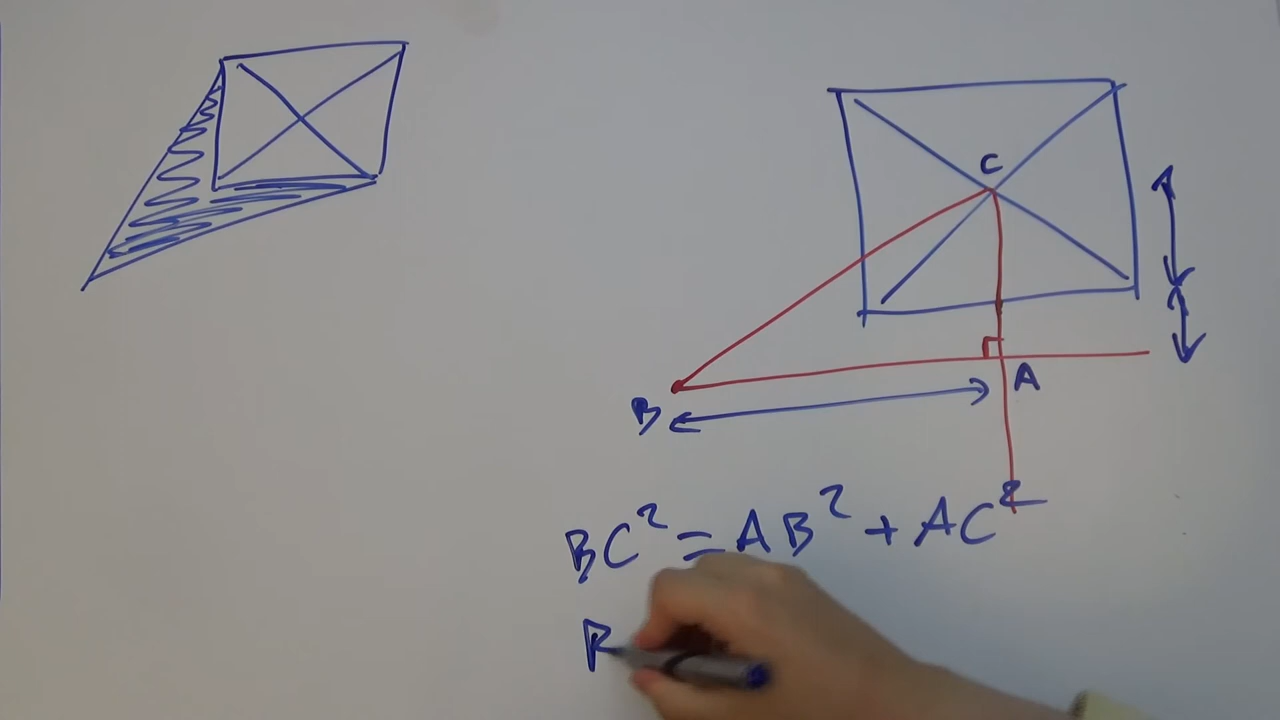 C
A
B
BC² = AB² + AC²